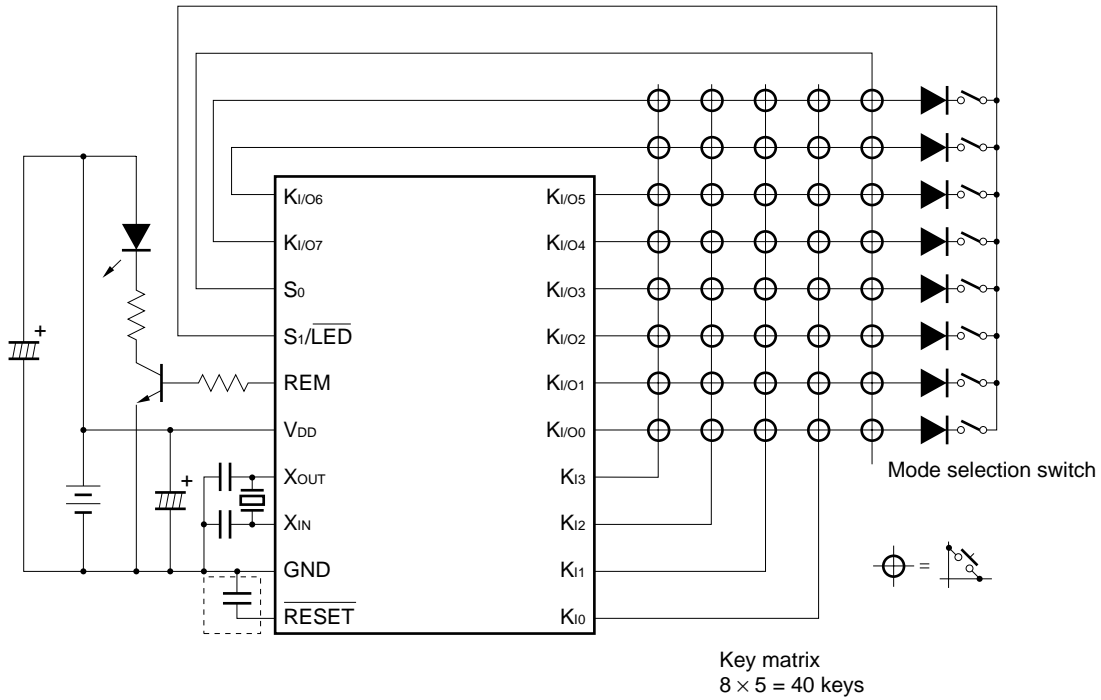 KI/O6 KI/O5
KI/O7 KI/O4
S0 KI/O3
+ S1/LED KI/O2
REM KI/O1
VDD KI/O0
XOUT KI3 Mode selection switch
+
XIN KI2
GND KI1 =
RESET KI0
Key matrix
8 × 5 = 40 keys